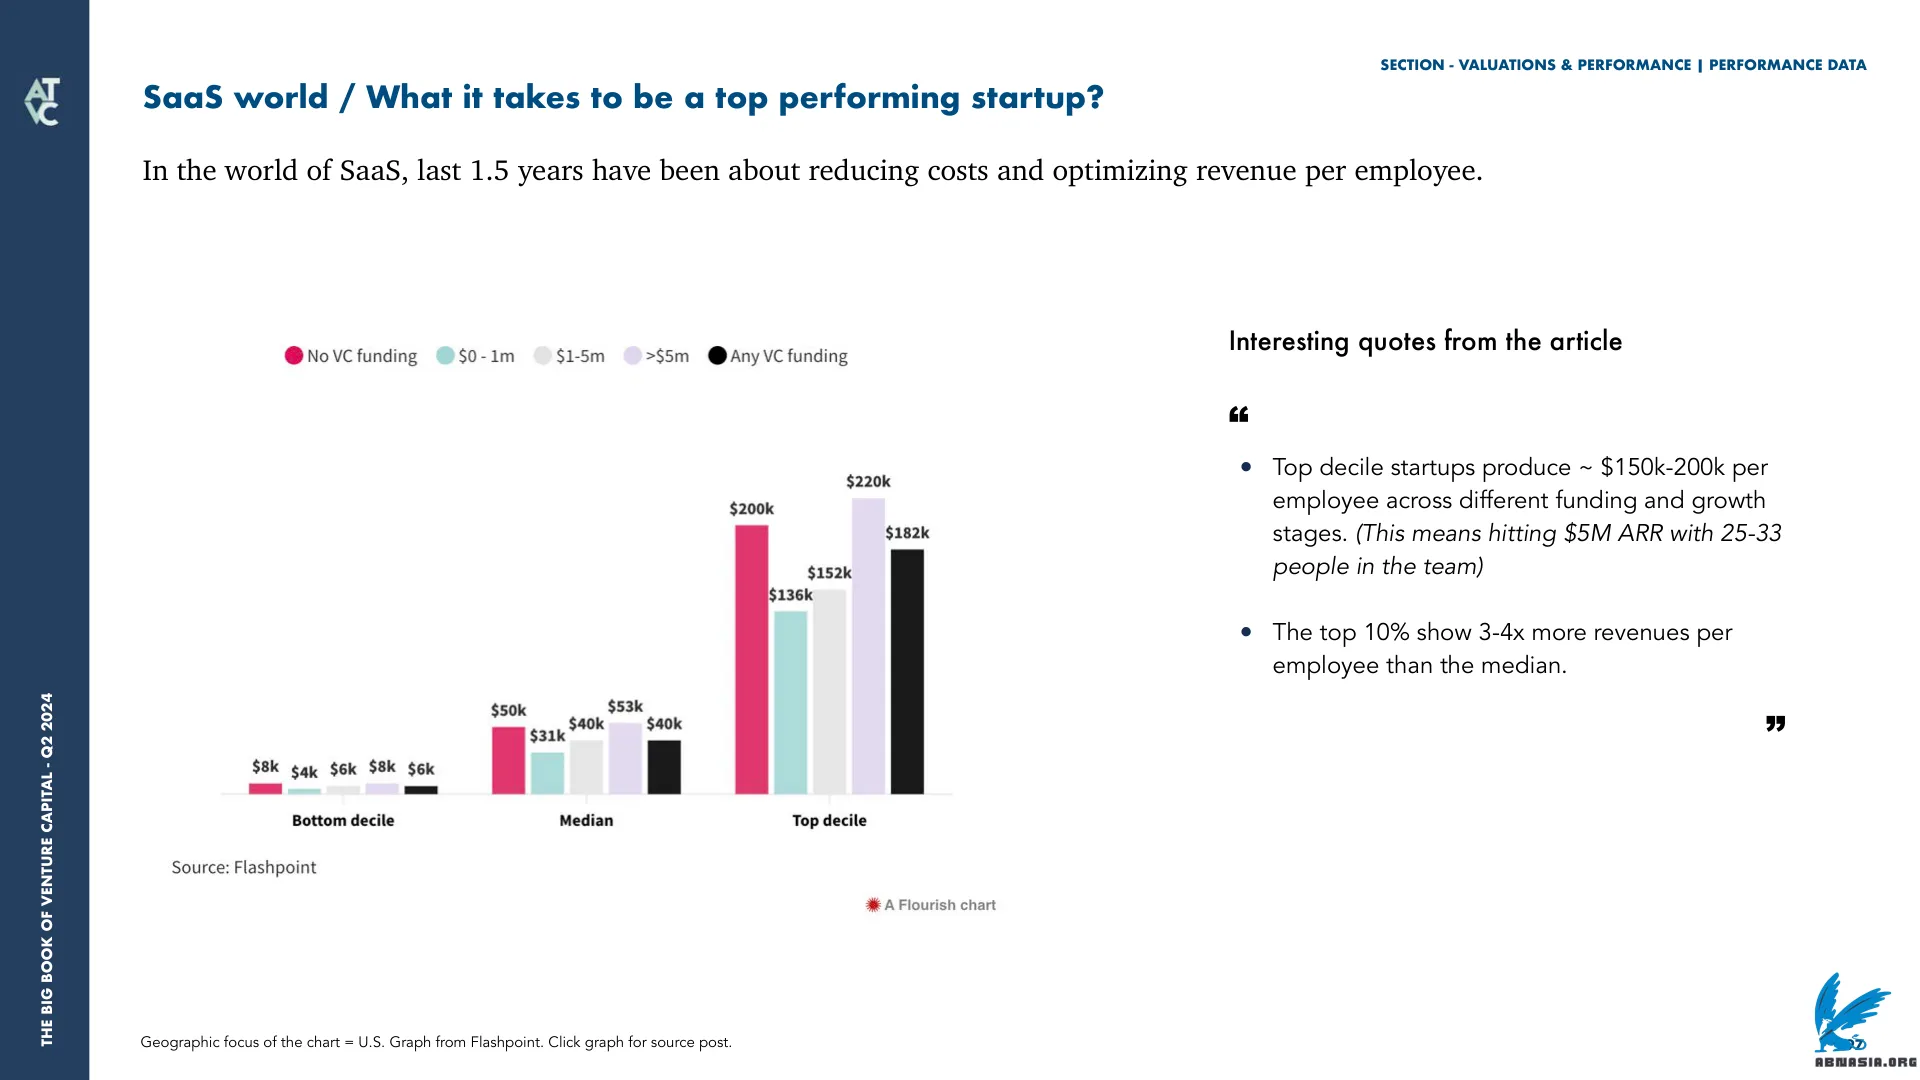 AT
VC
SECTION - VALUATIONS & PERFORMANCE | PERFORMANCE DATA
SaaS world / What it takes to be a top performing startup?
In the world of SaaS, last 1.5 years have been about reducing costs and optimizing revenue per employee.
No VC funding
$0 - 1m
$1-5m
>$5m
Any VC funding
$8k
$4k
$6k
$8k
$6k
Bottom decile
$50k
$31k
$40k
$53k
$40k
Median
$200k
$136k
$152k
$220k
$182k
Top decile
Source: Flashpoint
A Flourish chart
Interesting quotes from the article
“
• Top decile startups produce ~ $150k-200k per
employee across different funding and growth
stages. (This means hitting $5M ARR with 25-33
people in the team)
• The top 10% show 3-4x more revenues per
employee than the median.
”
THE BIG BOOK OF VENTURE CAPITAL - Q2 2024
Geographic focus of the chart = U.S. Graph from Flashpoint. Click graph for source post.
ABNASIA.ORG